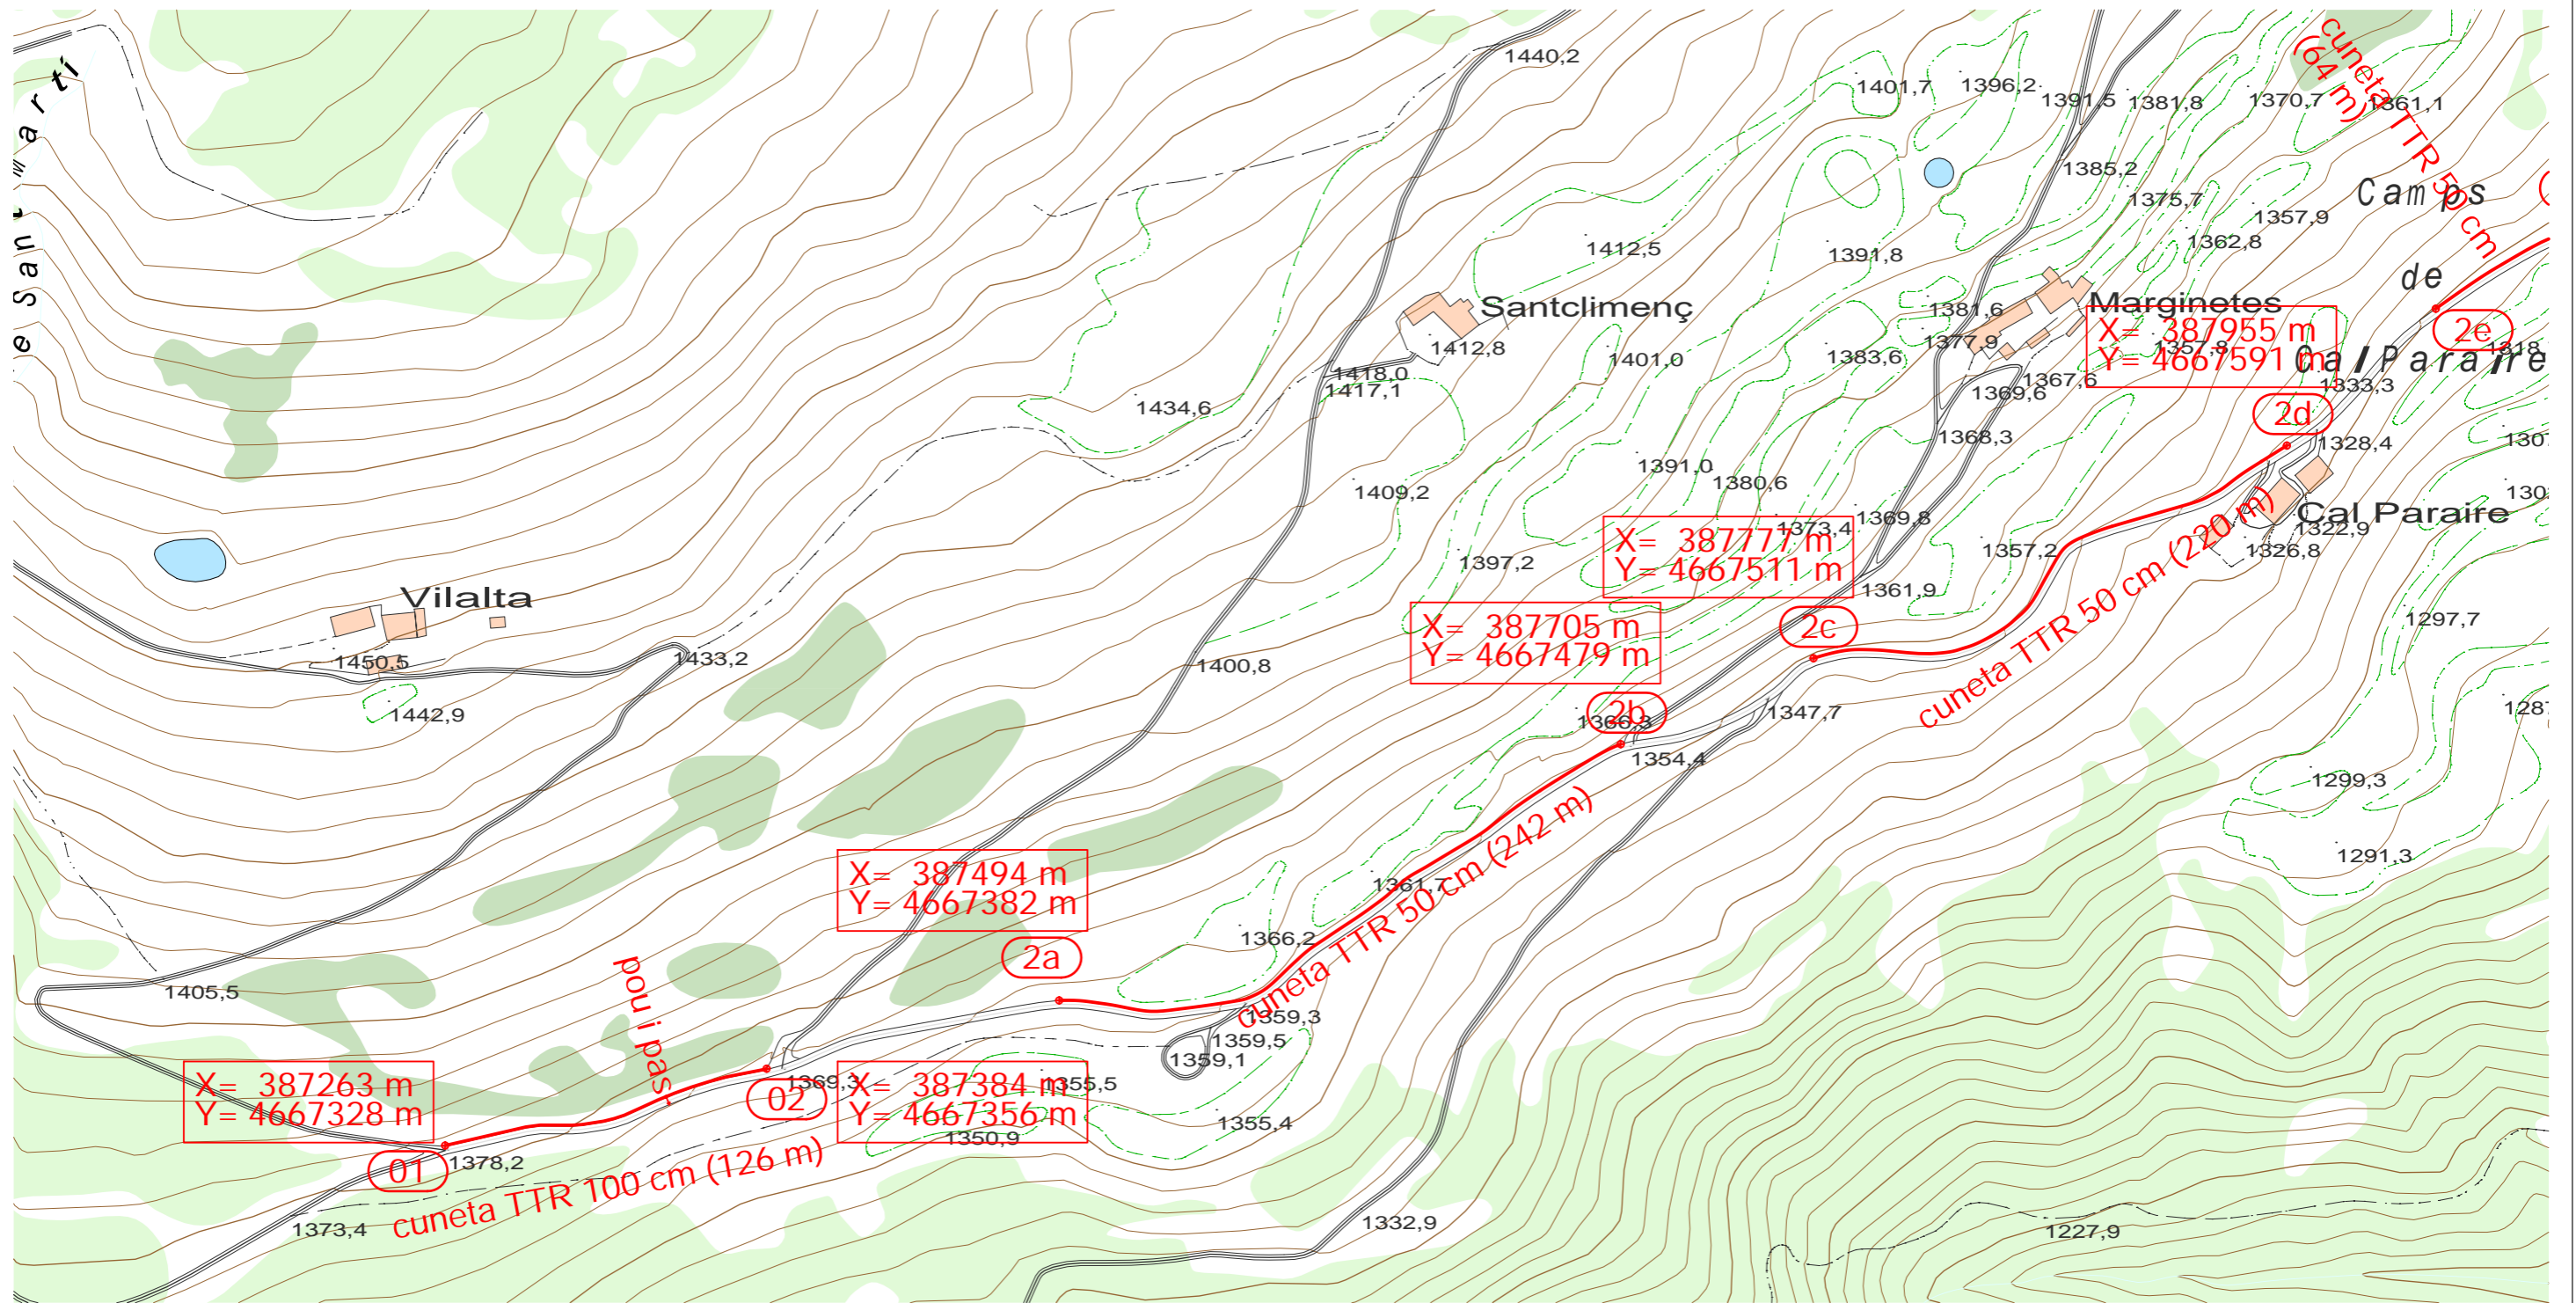 e Sant Martí
1440,2
1401,7
1396,2
1391,5
1381,8
1370,7
1361,1
cuneta TTR 50 cm
(64 m)
1385,2
1375,7
1357,9
1362,8
Camps
de
Cal Paraire
1412,5
1391,8
Santclimenç
1412,8
1418,0
1417,1
1401,0
1383,6
1381,6
1377,9
Marginetes
X= 387955 m
Y= 4667591 m
1357,8
2e
1333,3
1367,6
1369,6
1368,3
2d
1328,4
1434,6
1409,2
1391,0
1380,6
1373,4
1369,8
X= 387777 m
Y= 4667511 m
1397,2
1357,2
Cal Paraire
1322,9
1326,8
1361,9
Vilalta
1450,5
1433,2
1442,9
1400,8
X= 387705 m
Y= 4667479 m
2c
cuneta TTR 50 cm (220 m)
1297,7
2b
1366,3
1354,4
1347,7
1299,3
1291,3
cuneta TTR 50 cm (242 m)
1361,7
X= 387494 m
Y= 4667382 m
2a
1366,2
1359,3
1359,5
1359,1
1405,5
pou i pas
X= 387263 m
Y= 4667328 m
1369,3
02
X= 387384 m
Y= 4667356 m
1355,5
1355,4
1350,9
01
1378,2
cuneta TTR 100 cm (126 m)
1373,4
1332,9
1227,9